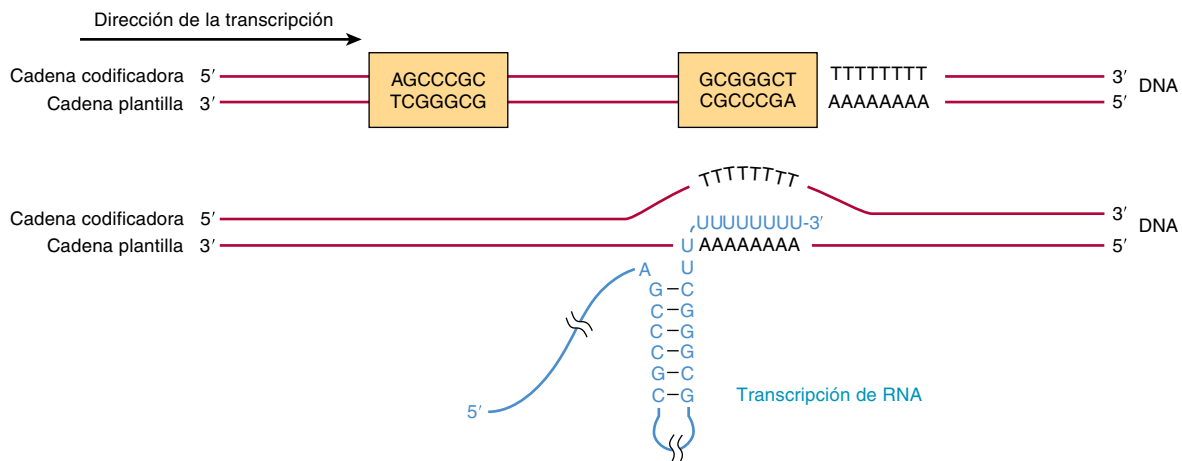 Dirección de la transcripción
Cadena codificadora 5′ AGCCCGC GCGGGCT TTTTTTTT 3′
DNA
Cadena plantilla 3′ TCGGGCG CGCCCGA AAAAAAAA 5′
TTTTTTTT
Cadena codificadora 5′ 3′
UUUUUUUU-3′
DNA
Cadena plantilla 3′ U AAAAAAAA 5′
A U
G–C
C–G
C–G
C–G
G–C
C–G
Transcripción de RNA
5′